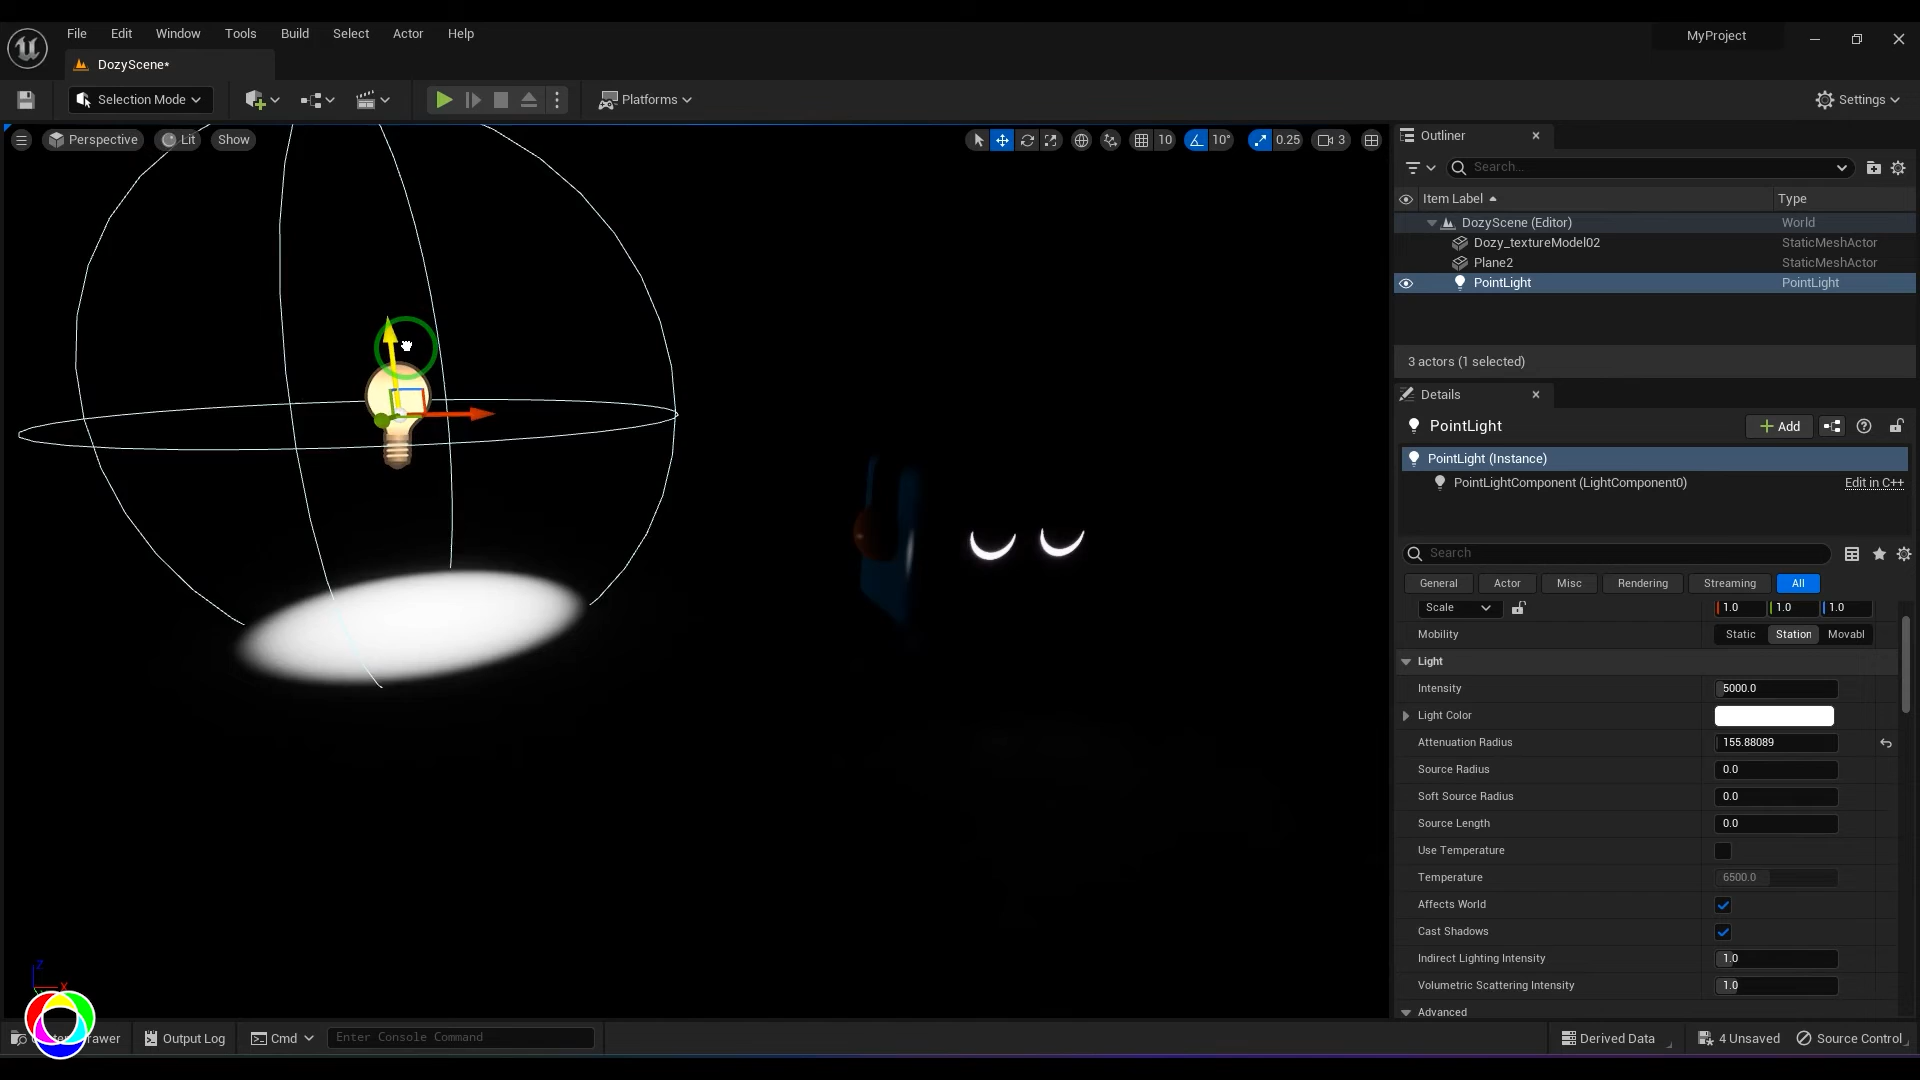 File Edit Window Tools Build Select Actor Help
MyProject
DozyScene*
Selection Mode
Platforms
Settings
Perspective Lit Show
10 10° 0.25 3
Outliner
Search...
Item Label Type
DozyScene (Editor) World
Dozy_textureModel02 StaticMeshActor
Plane2 StaticMeshActor
PointLight PointLight
3 actors (1 selected)
Details
PointLight
Add
PointLight (Instance)
PointLightComponent (LightComponent0) Edit in C++
Search
General Actor Misc Rendering Streaming All
Scale 1.0 1.0 1.0
Mobility Static Station Movabl
Light
Intensity 5000.0
Light Color
Attenuation Radius 155.88089
Source Radius 0.0
Soft Source Radius 0.0
Source Length 0.0
Use Temperature
Temperature 6500.0
Affects World
Cast Shadows
Indirect Lighting Intensity 1.0
Volumetric Scattering Intensity 1.0
Advanced
Z
X
Output Log Cmd Enter Console Command
Derived Data 4 Unsaved Source Control